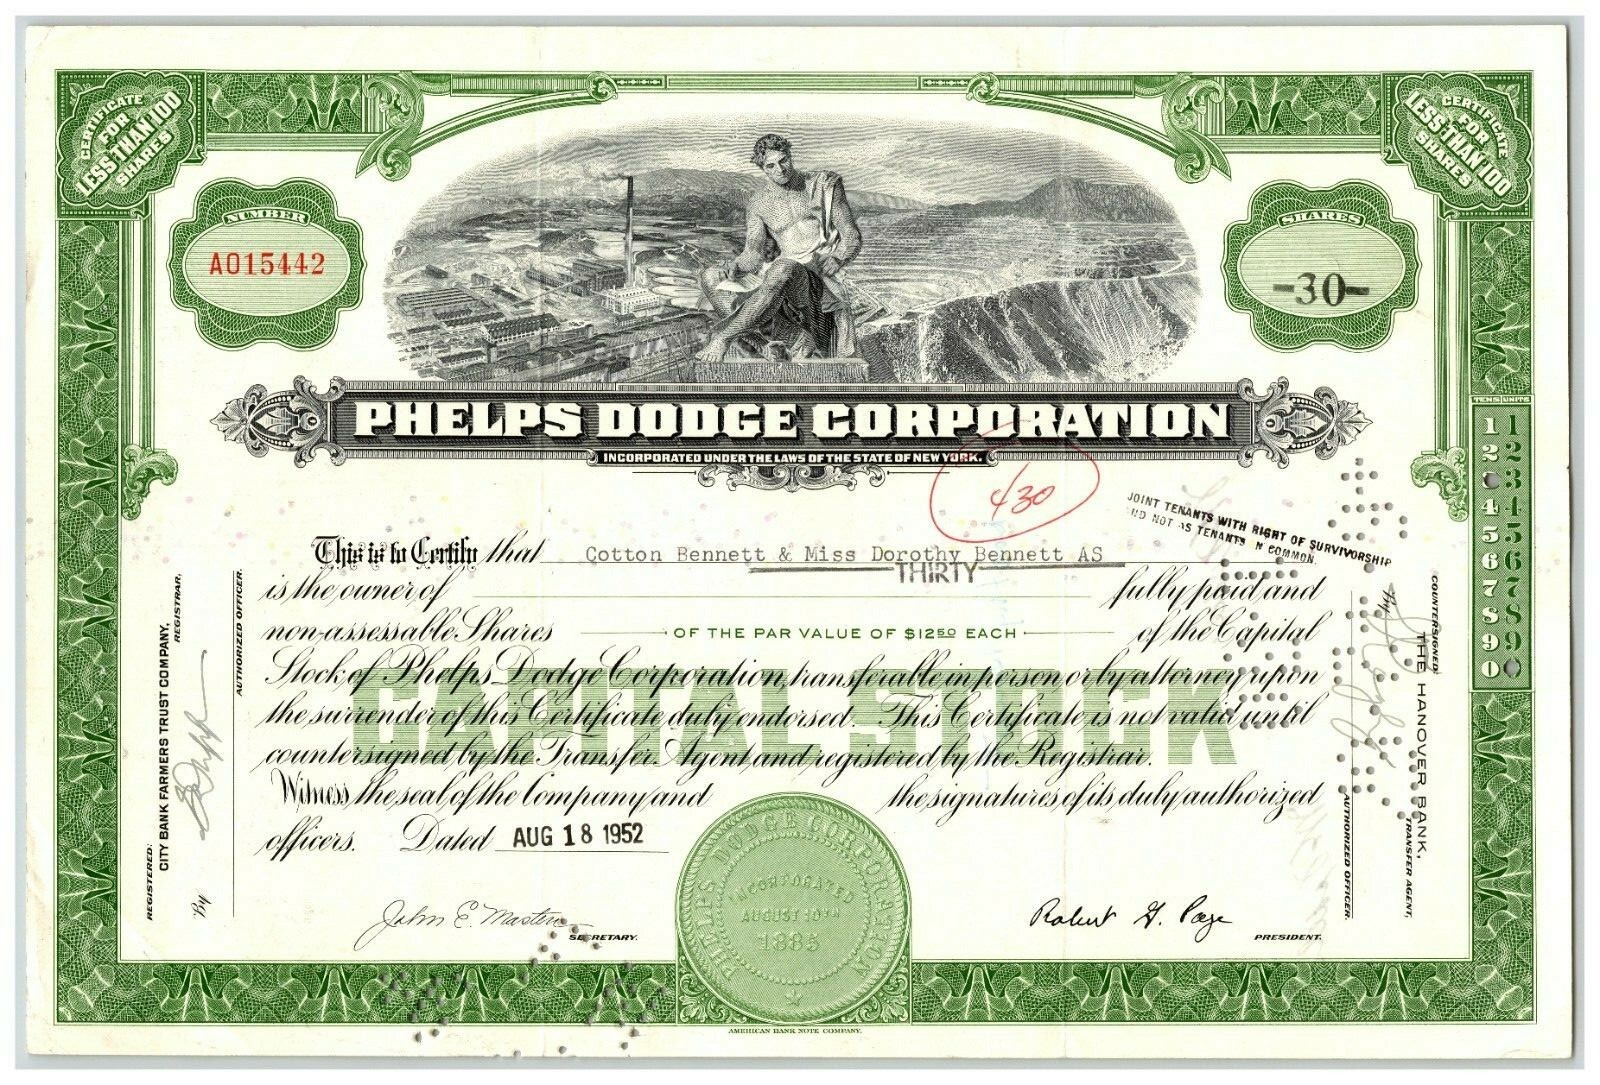 CERTIFICATE
FOR
LESS THAN 100
SHARES
CERTIFICATE
FOR
LESS THAN 100
SHARES
NUMBER
A015442
SHARES
-30-
PHELPS DODGE CORPORATION
INCORPORATED UNDER THE LAWS OF THE STATE OF NEW YORK.
430
JOINT TENANTS WITH RIGHT OF SURVIVORSHIP
AND NOT AS TENANTS IN COMMON.
This is to Certify that Cotton Bennett & Miss Dorothy Bennett AS
THIRTY
is the owner of fully paid and
non-assessable Shares OF THE PAR VALUE OF $12.50 EACH of the Capital
Stock of Phelps Dodge Corporation, transferable in person or by attorney upon
the surrender of this Certificate duly endorsed. This Certificate is not valid until
countersigned by the Transfer Agent and registered by the Registrar.
CAPITAL STOCK
Witness the seal of the Company and the signatures of its duly authorized
officers. Dated AUG 18 1952
John E. Masten
SECRETARY.
Robert G. Page
PRESIDENT.
PHELPS DODGE CORPORATION
INCORPORATED
AUGUST 10TH
1885
AMERICAN BANK NOTE COMPANY.
REGISTERED:
CITY BANK FARMERS TRUST COMPANY,
REGISTRAR.
By
AUTHORIZED OFFICER.
COUNTERSIGNED
THE HANOVER BANK,
TRANSFER AGENT,
By
AUTHORIZED OFFICER.
TENS UNITS
1 1
2 2
3
4 4
5 5
6 6
7 7
8 8
9 9
0